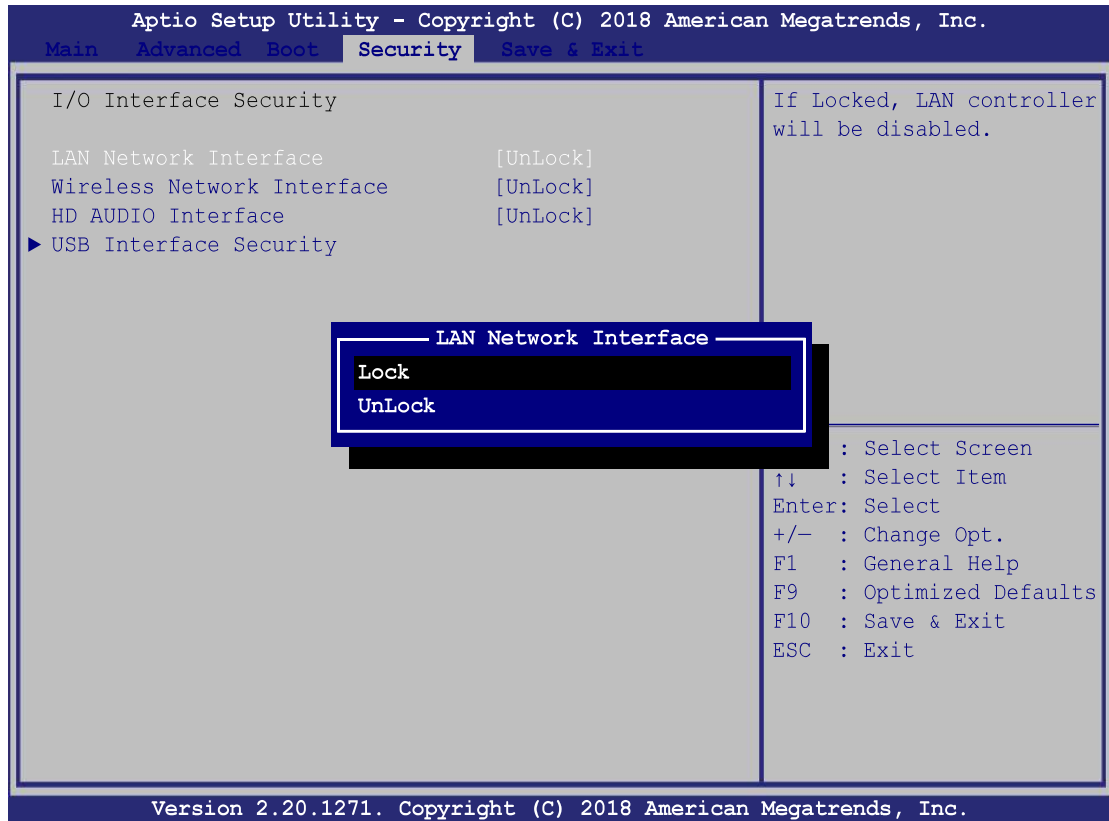 Aptio Setup Utility - Copyright (C) 2018 American Megatrends, Inc.
Main Advanced Boot Security Save & Exit
I/O Interface Security
LAN Network Interface [UnLock]
Wireless Network Interface [UnLock]
HD AUDIO Interface [UnLock]
▶ USB Interface Security
If Locked, LAN controller
will be disabled.
LAN Network Interface
Lock
UnLock
: Select Screen
↑↓ : Select Item
Enter: Select
+/— : Change Opt.
F1 : General Help
F9 : Optimized Defaults
F10 : Save & Exit
ESC : Exit
Version 2.20.1271. Copyright (C) 2018 American Megatrends, Inc.